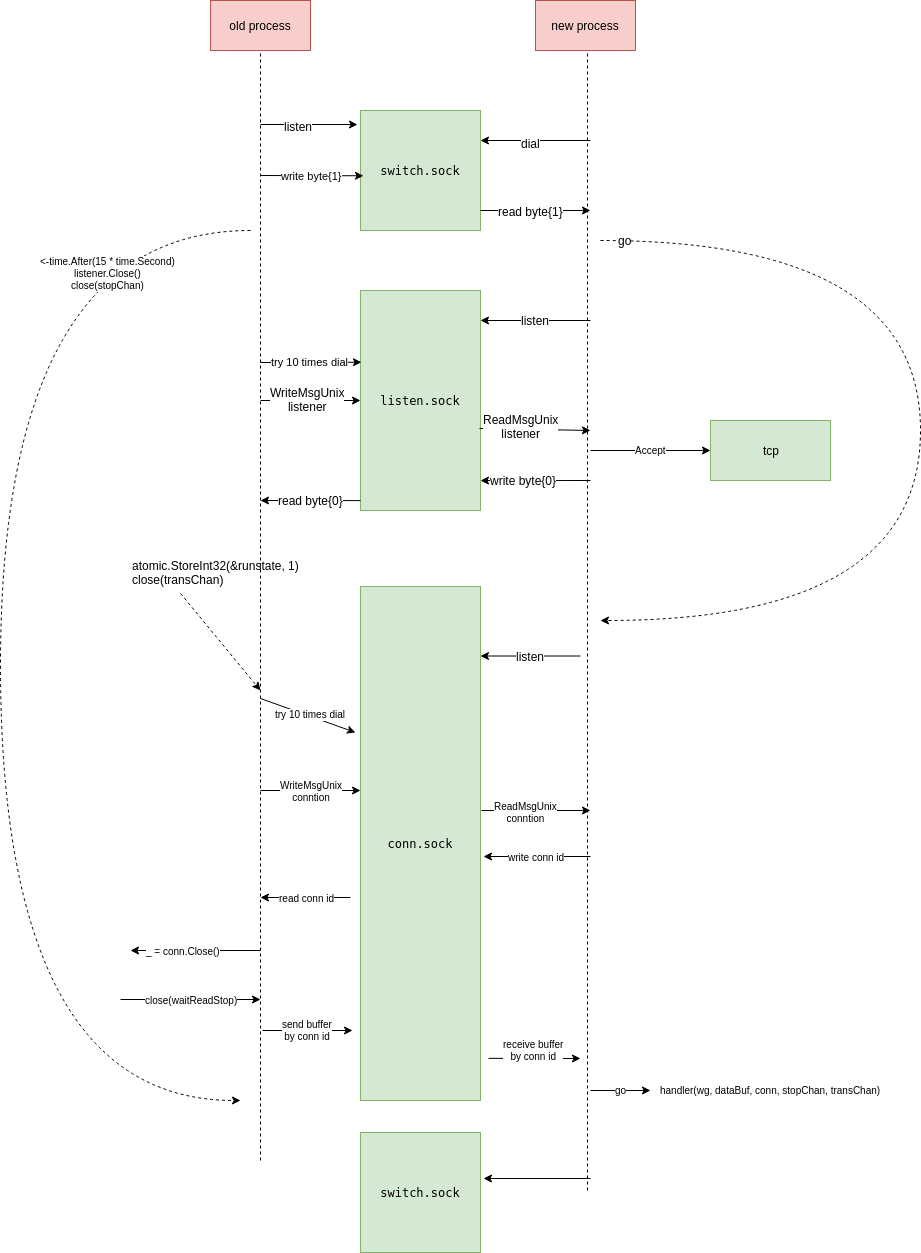 old process
new process
listen
dial
switch.sock
write byte{1}
read byte{1}
go
<-time.After(15 * time.Second)
listener.Close()
close(stopChan)
listen
try 10 times dial
WriteMsgUnix
listener
listen.sock
ReadMsgUnix
listener
Accept
tcp
write byte{0}
read byte{0}
atomic.StoreInt32(&runstate, 1)
close(transChan)
listen
try 10 times dial
WriteMsgUnix
conntion
ReadMsgUnix
conntion
conn.sock
write conn id
read conn id
_ = conn.Close()
close(waitReadStop)
send buffer
by conn id
receive buffer
by conn id
go
handler(wg, dataBuf, conn, stopChan, transChan)
switch.sock